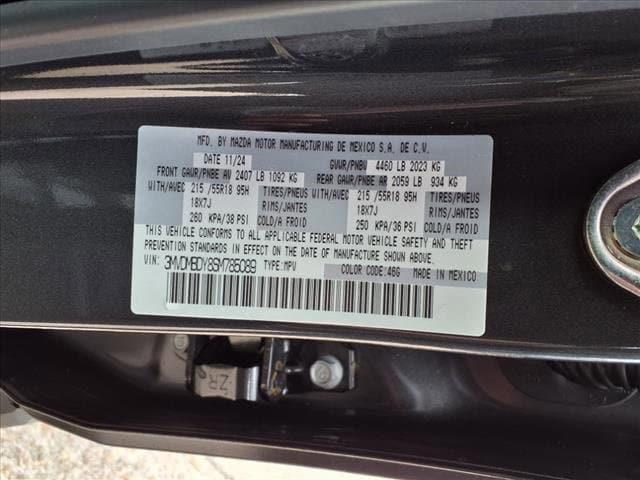 MFD. BY MAZDA MOTOR MANUFACTURING DE MEXICO S.A. DE C.V.
DATE 11/24 GVWR/PNBV 4460 LB 2023 KG
FRONT GAWR/PNBE AV 2407 LB 1092 KG REAR GAWR/PNBE AR 2059 LB 934 KG
WITH/AVEC 215 /55R18 95H TIRES/PNEUS WITH/AVEC 215 /55R18 95H TIRES/PNEUS
18X7J RIMS/JANTES 18X7J RIMS/JANTES
260 KPA/38 PSI COLD/A FROID 250 KPA/36 PSI COLD/A FROID
THIS VEHICLE CONFORMS TO ALL APPLICABLE FEDERAL MOTOR VEHICLE SAFETY AND THEFT
PREVENTION STANDARDS IN EFFECT ON THE DATE OF MANUFACTURE SHOWN ABOVE.
VIN: 3MVDMBDY8SM785089 TYPE:MPV COLOR CODE:46G MADE IN MEXICO
ZR